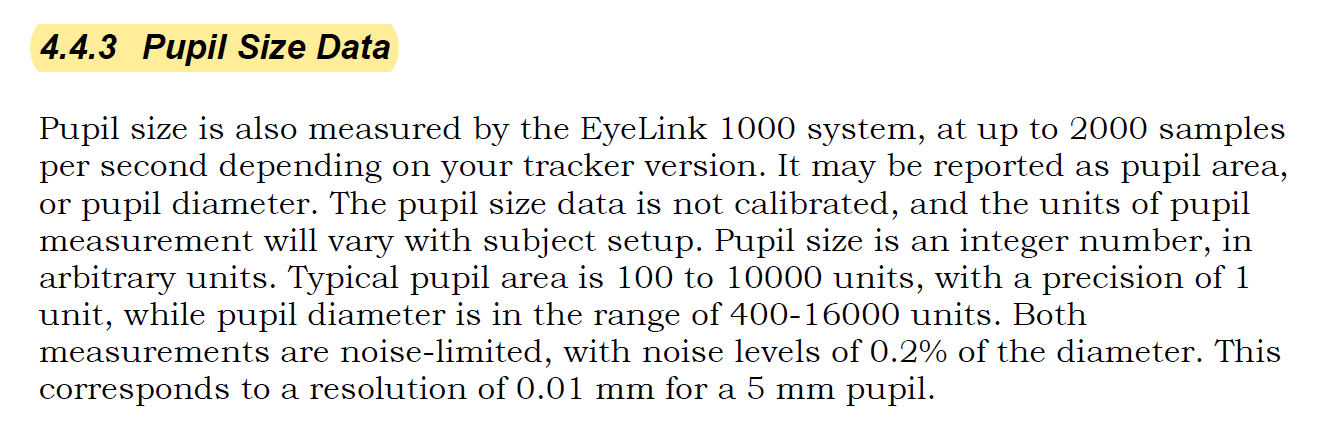 4.4.3 Pupil Size Data
Pupil size is also measured by the EyeLink 1000 system, at up to 2000 samples
per second depending on your tracker version. It may be reported as pupil area,
or pupil diameter. The pupil size data is not calibrated, and the units of pupil
measurement will vary with subject setup. Pupil size is an integer number, in
arbitrary units. Typical pupil area is 100 to 10000 units, with a precision of 1
unit, while pupil diameter is in the range of 400-16000 units. Both
measurements are noise-limited, with noise levels of 0.2% of the diameter. This
corresponds to a resolution of 0.01 mm for a 5 mm pupil.